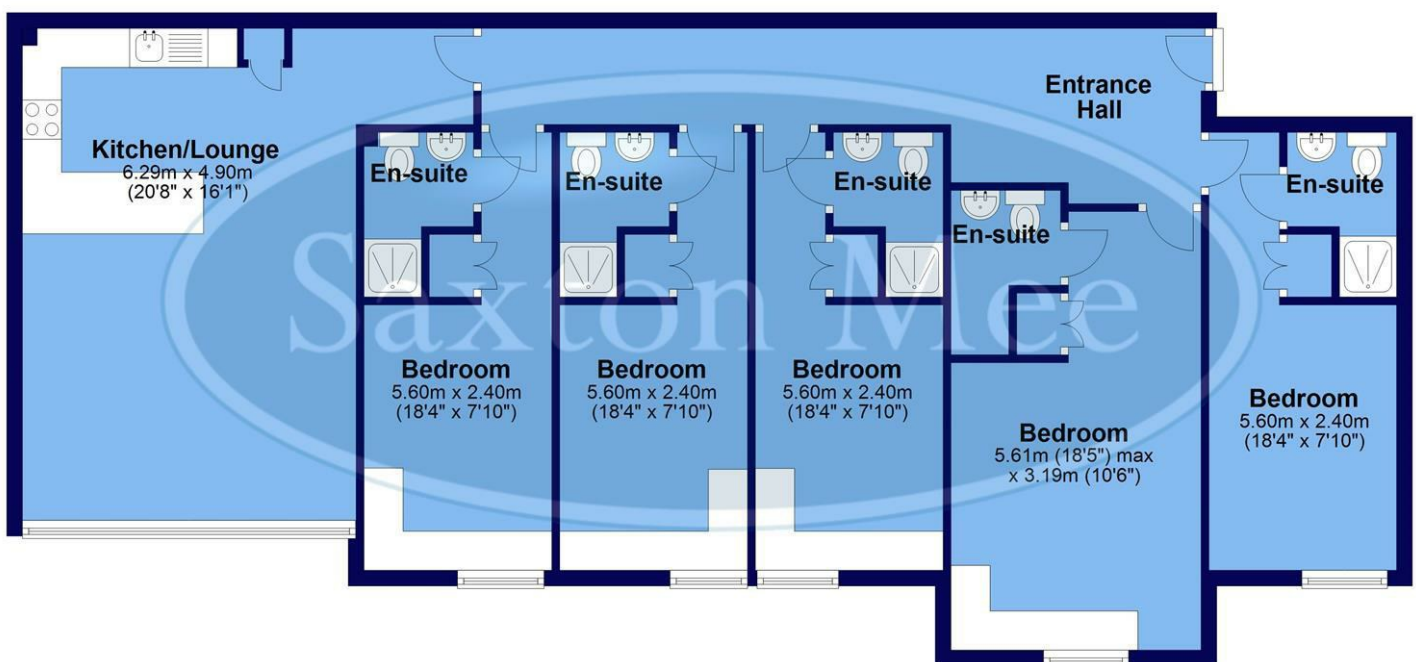 Entrance
Hall
Kitchen/Lounge
6.29m x 4.90m
(20'8" x 16'1")
En-suite
En-suite
En-suite
En-suite
En-suite
Saxton Mee
Bedroom
5.60m x 2.40m
(18'4" x 7'10")
Bedroom
5.60m x 2.40m
(18'4" x 7'10")
Bedroom
5.60m x 2.40m
(18'4" x 7'10")
Bedroom
5.61m (18'5") max
x 3.19m (10'6")
Bedroom
5.60m x 2.40m
(18'4" x 7'10")